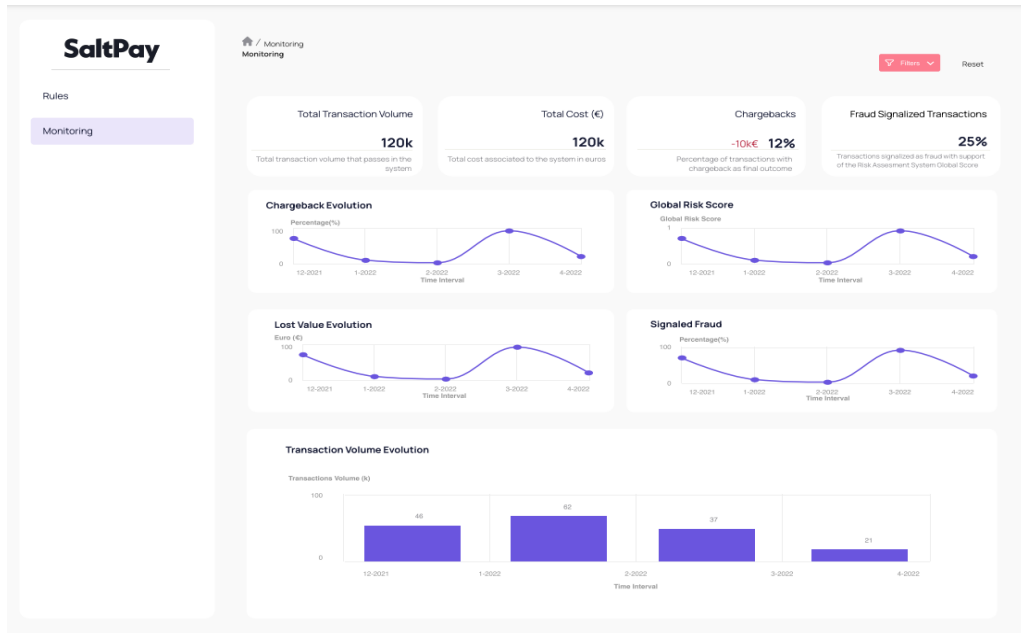 SaltPay
Rules
Monitoring
/ Monitoring
Monitoring
Filters
Reset
Total Transaction Volume
120k
Total transaction volume that passes in the
system
Total Cost (€)
120k
Total cost associated to the system in euros
Chargebacks
-10k€ 12%
Percentage of transactions with
chargeback as final outcome
Fraud Signalized Transactions
25%
Transactions signalized as fraud with support
of the Risk Assesment System Global Score
Chargeback Evolution
Percentage(%)
100
0
12-2021 1-2022 2-2022 3-2022 4-2022
Time Interval
Global Risk Score
Global Risk Score
1
0
12-2021 1-2022 2-2022 3-2022 4-2022
Time Interval
Lost Value Evolution
Euro (€)
100
0
12-2021 1-2022 2-2022 3-2022 4-2022
Time Interval
Signaled Fraud
Percentage(%)
100
0
12-2021 1-2022 2-2022 3-2022 4-2022
Time Interval
Transaction Volume Evolution
Transactions Volume (k)
100
46 62 37 21
0
12-2021 1-2022 2-2022 3-2022 4-2022
Time Interval